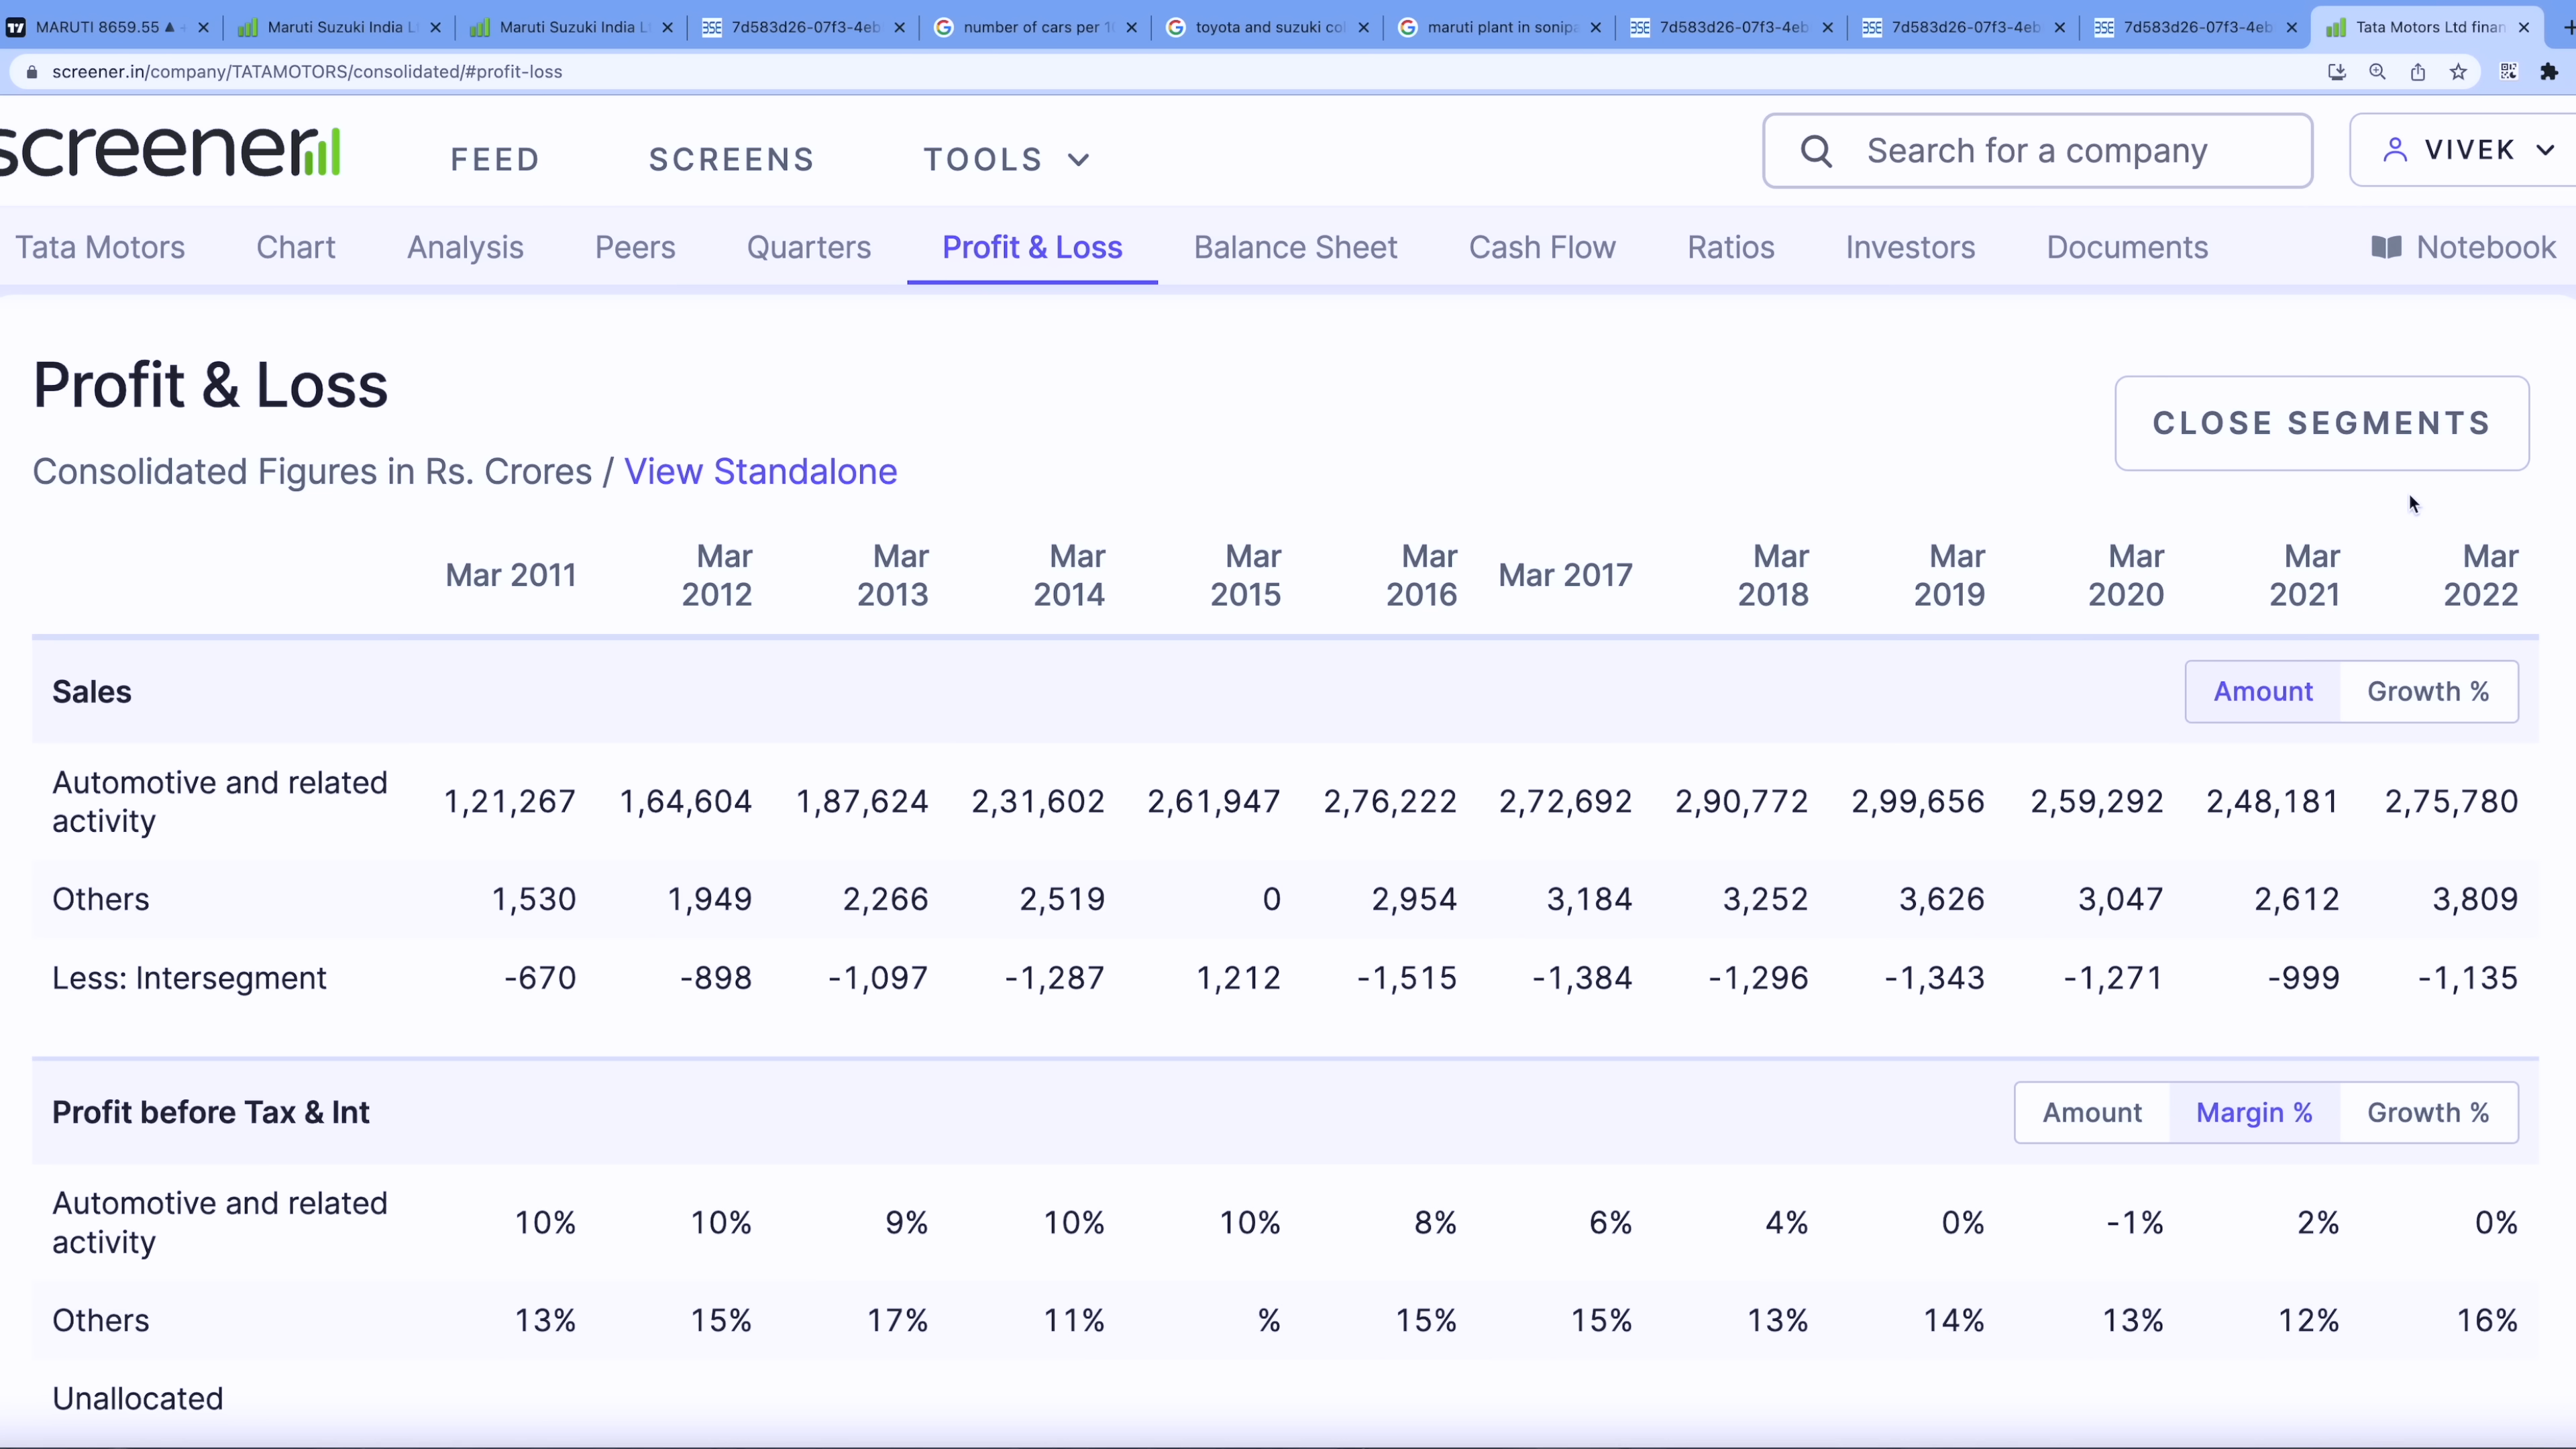 MARUTI 8659.55 ▲
Maruti Suzuki India L
Maruti Suzuki India L
7d583d26-07f3-4eb
number of cars per 10
toyota and suzuki col
maruti plant in sonipa
7d583d26-07f3-4eb
7d583d26-07f3-4eb
7d583d26-07f3-4eb
Tata Motors Ltd finan
screener.in/company/TATAMOTORS/consolidated/#profit-loss
screener FEED SCREENS TOOLS Search for a company VIVEK
Tata Motors Chart Analysis Peers Quarters Profit & Loss Balance Sheet Cash Flow Ratios Investors Documents Notebook
Profit & Loss
CLOSE SEGMENTS
Consolidated Figures in Rs. Crores / View Standalone
Mar 2011 Mar 2012 Mar 2013 Mar 2014 Mar 2015 Mar 2016 Mar 2017 Mar 2018 Mar 2019 Mar 2020 Mar 2021 Mar 2022
Sales Amount Growth %
Automotive and related activity 1,21,267 1,64,604 1,87,624 2,31,602 2,61,947 2,76,222 2,72,692 2,90,772 2,99,656 2,59,292 2,48,181 2,75,780
Others 1,530 1,949 2,266 2,519 0 2,954 3,184 3,252 3,626 3,047 2,612 3,809
Less: Intersegment -670 -898 -1,097 -1,287 1,212 -1,515 -1,384 -1,296 -1,343 -1,271 -999 -1,135
Profit before Tax & Int Amount Margin % Growth %
Automotive and related activity 10% 10% 9% 10% 10% 8% 6% 4% 0% -1% 2% 0%
Others 13% 15% 17% 11% % 15% 15% 13% 14% 13% 12% 16%
Unallocated